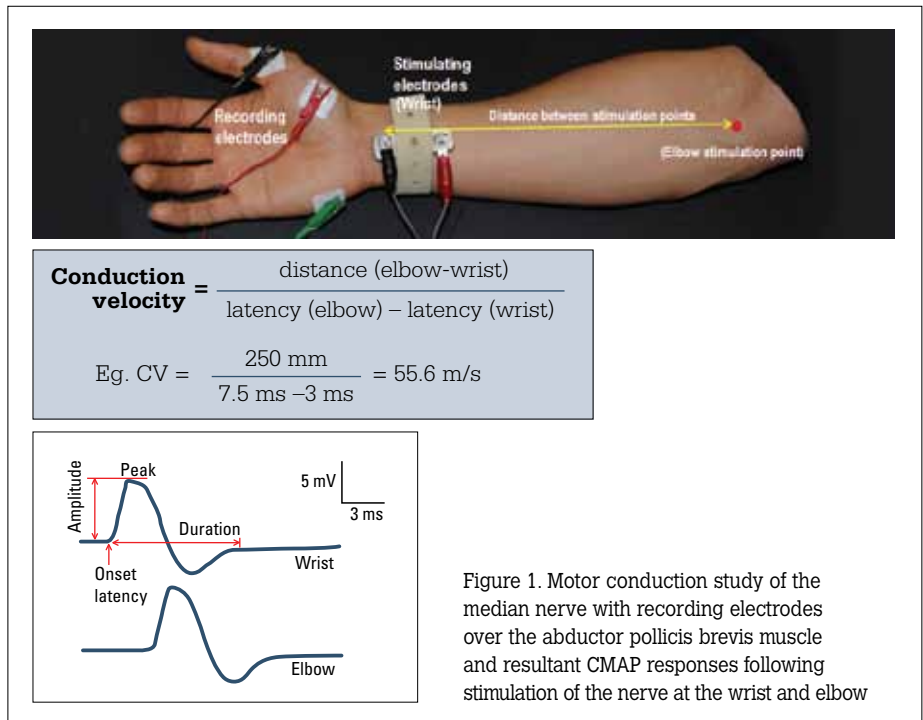 Stimulating
electrodes
(Wrist)
Recording
electrodes
Distance between stimulation points
(Elbow stimulation point)
Conduction
velocity
=
distance (elbow-wrist)
latency (elbow) – latency (wrist)
Eg. CV =
250 mm
7.5 ms –3 ms
= 55.6 m/s
Amplitude
Peak
5 mV
3 ms
Duration
Wrist
Onset
latency
Elbow
Figure 1. Motor conduction study of the
median nerve with recording electrodes
over the abductor pollicis brevis muscle
and resultant CMAP responses following
stimulation of the nerve at the wrist and elbow